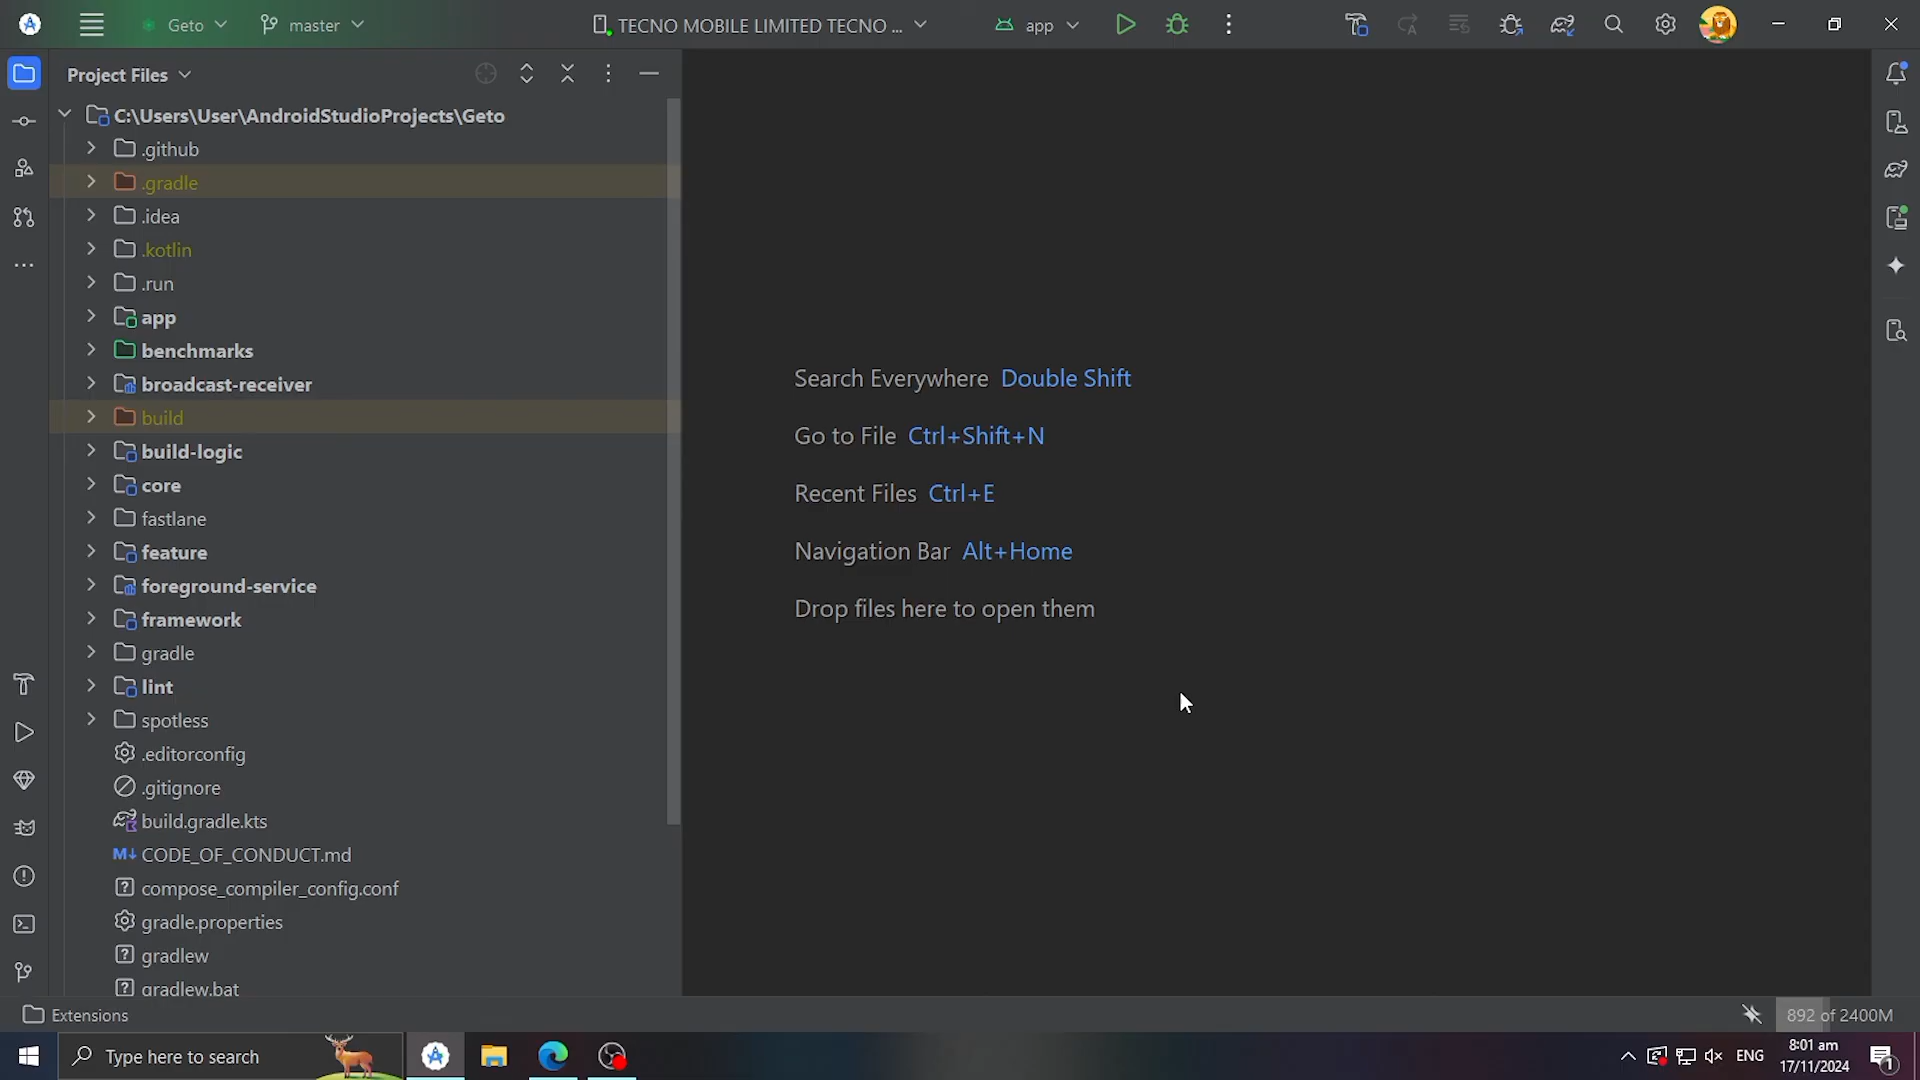 Geto
master
TECNO MOBILE LIMITED TECNO ...
app
Project Files
C:\Users\User\AndroidStudioProjects\Geto
.github
.gradle
.idea
.kotlin
.run
app
benchmarks
broadcast-receiver
build
build-logic
core
fastlane
feature
foreground-service
framework
gradle
lint
spotless
.editorconfig
.gitignore
build.gradle.kts
M↓ CODE_OF_CONDUCT.md
compose_compiler_config.conf
gradle.properties
gradlew
gradlew.bat
Search Everywhere Double Shift
Go to File Ctrl+Shift+N
Recent Files Ctrl+E
Navigation Bar Alt+Home
Drop files here to open them
Extensions
892 of 2400M
Type here to search
ENG
8:01 am
17/11/2024
1